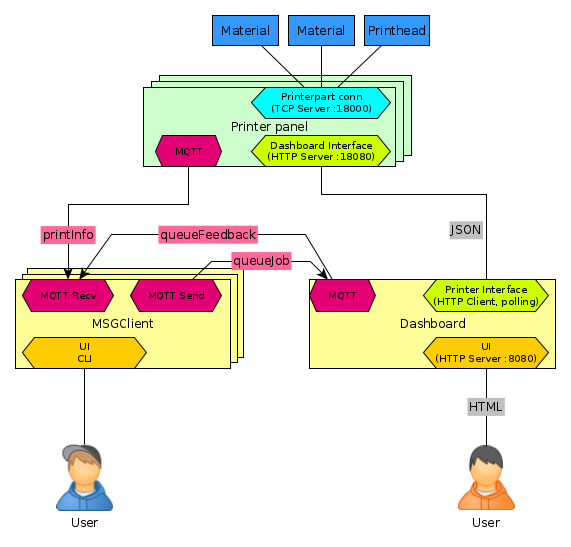 Material
Material
Printhead
Printerpart conn
(TCP Server :18000)
Printer panel
MQTT
Dashboard Interface
(HTTP Server :18080)
printInfo
queueFeedback
JSON
queueJob
MQTT Recv
MQTT Send
MQTT
Printer Interface
(HTTP Client, polling)
MSGClient
Dashboard
UI
CLI
UI
(HTTP Server :8080)
HTML
User
User